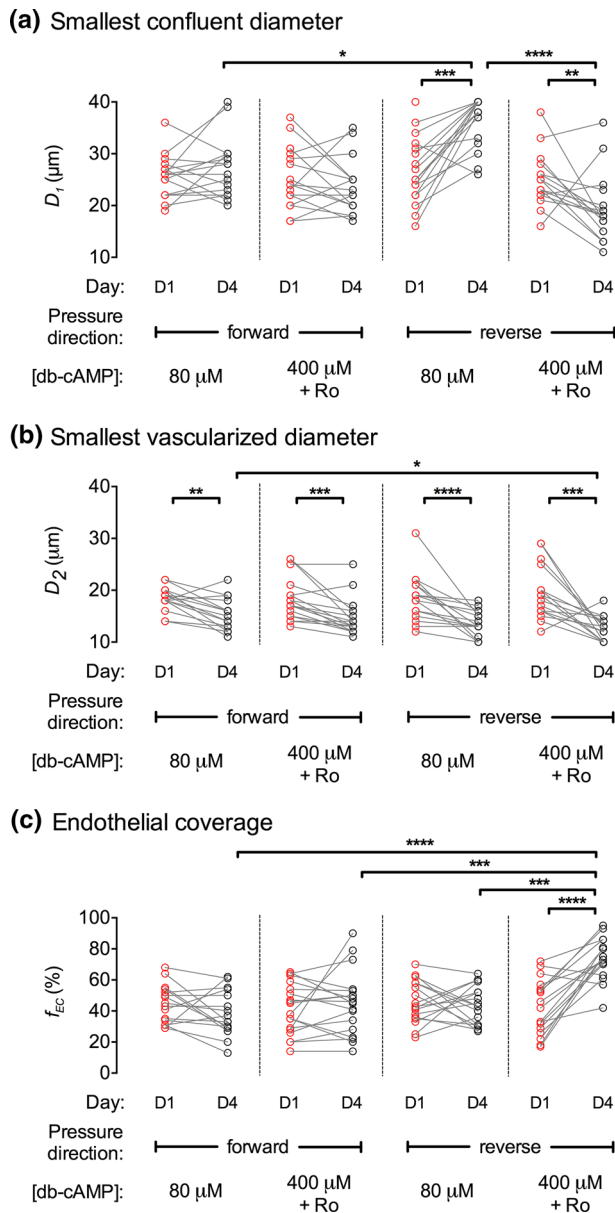 (a) Smallest confluent diameter
* ****
*** **
40
30
20
10
D1 (μm)
Day: D1 D4 D1 D4 D1 D4 D1 D4
Pressure direction: forward reverse
[db-cAMP]: 80 μM 400 μM + Ro 80 μM 400 μM + Ro
(b) Smallest vascularized diameter
*
** *** **** ***
40
30
20
10
D2 (μm)
Day: D1 D4 D1 D4 D1 D4 D1 D4
Pressure direction: forward reverse
[db-cAMP]: 80 μM 400 μM + Ro 80 μM 400 μM + Ro
(c) Endothelial coverage
****
***
***
****
100
80
60
40
20
0
fEC (%)
Day: D1 D4 D1 D4 D1 D4 D1 D4
Pressure direction: forward reverse
[db-cAMP]: 80 μM 400 μM + Ro 80 μM 400 μM + Ro